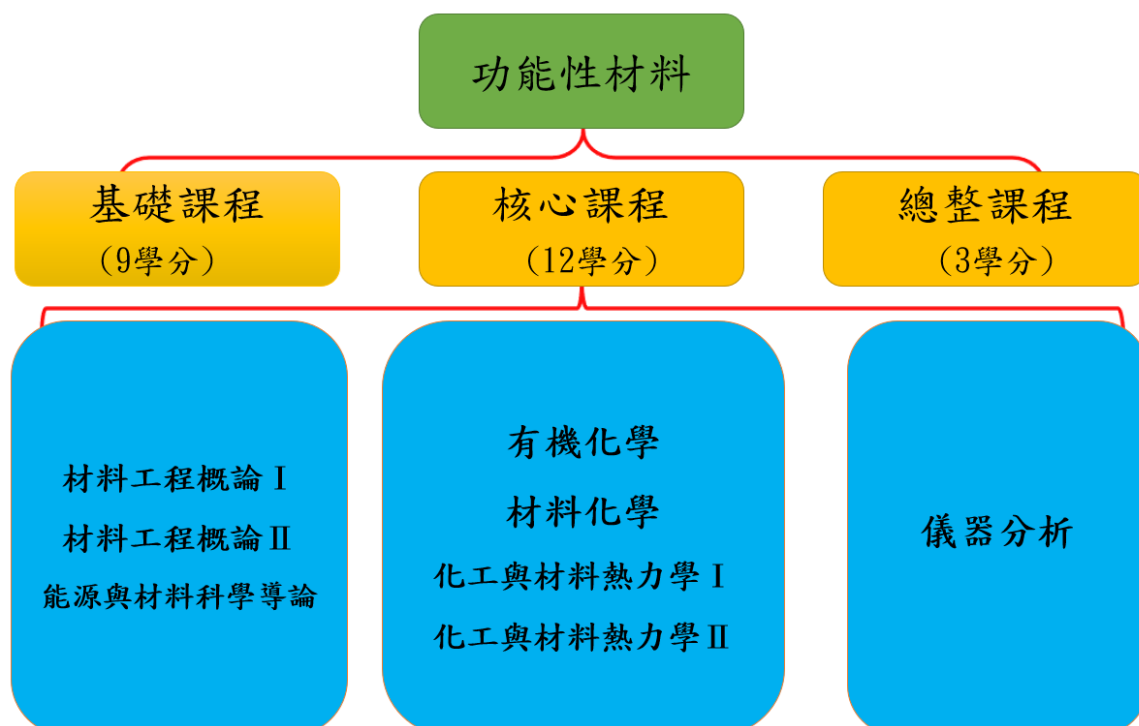 功能性材料
基礎課程
(9學分)
核心課程
(12學分)
總整課程
(3學分)
材料工程概論Ⅰ
材料工程概論Ⅱ
能源與材料科學導論
有機化學
材料化學
化工與材料熱力學Ⅰ
化工與材料熱力學Ⅱ
儀器分析